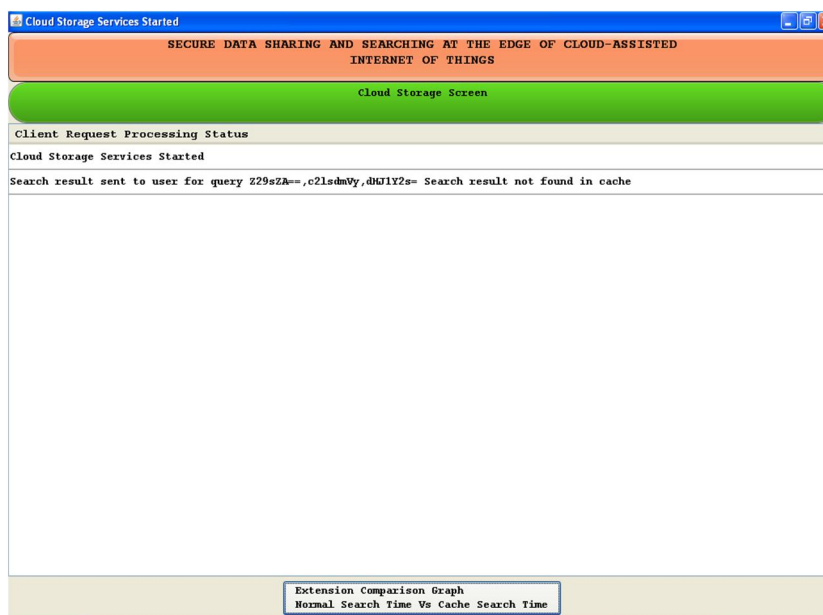 Cloud Storage Services Started
SECURE DATA SHARING AND SEARCHING AT THE EDGE OF CLOUD-ASSISTED
INTERNET OF THINGS
Cloud Storage Screen
Client Request Processing Status
Cloud Storage Services Started
Search result sent to user for query Z29sZA==,c2lsdmVy,dHJ1Y2s= Search result not found in cache
Extension Comparison Graph
Normal Search Time Vs Cache Search Time